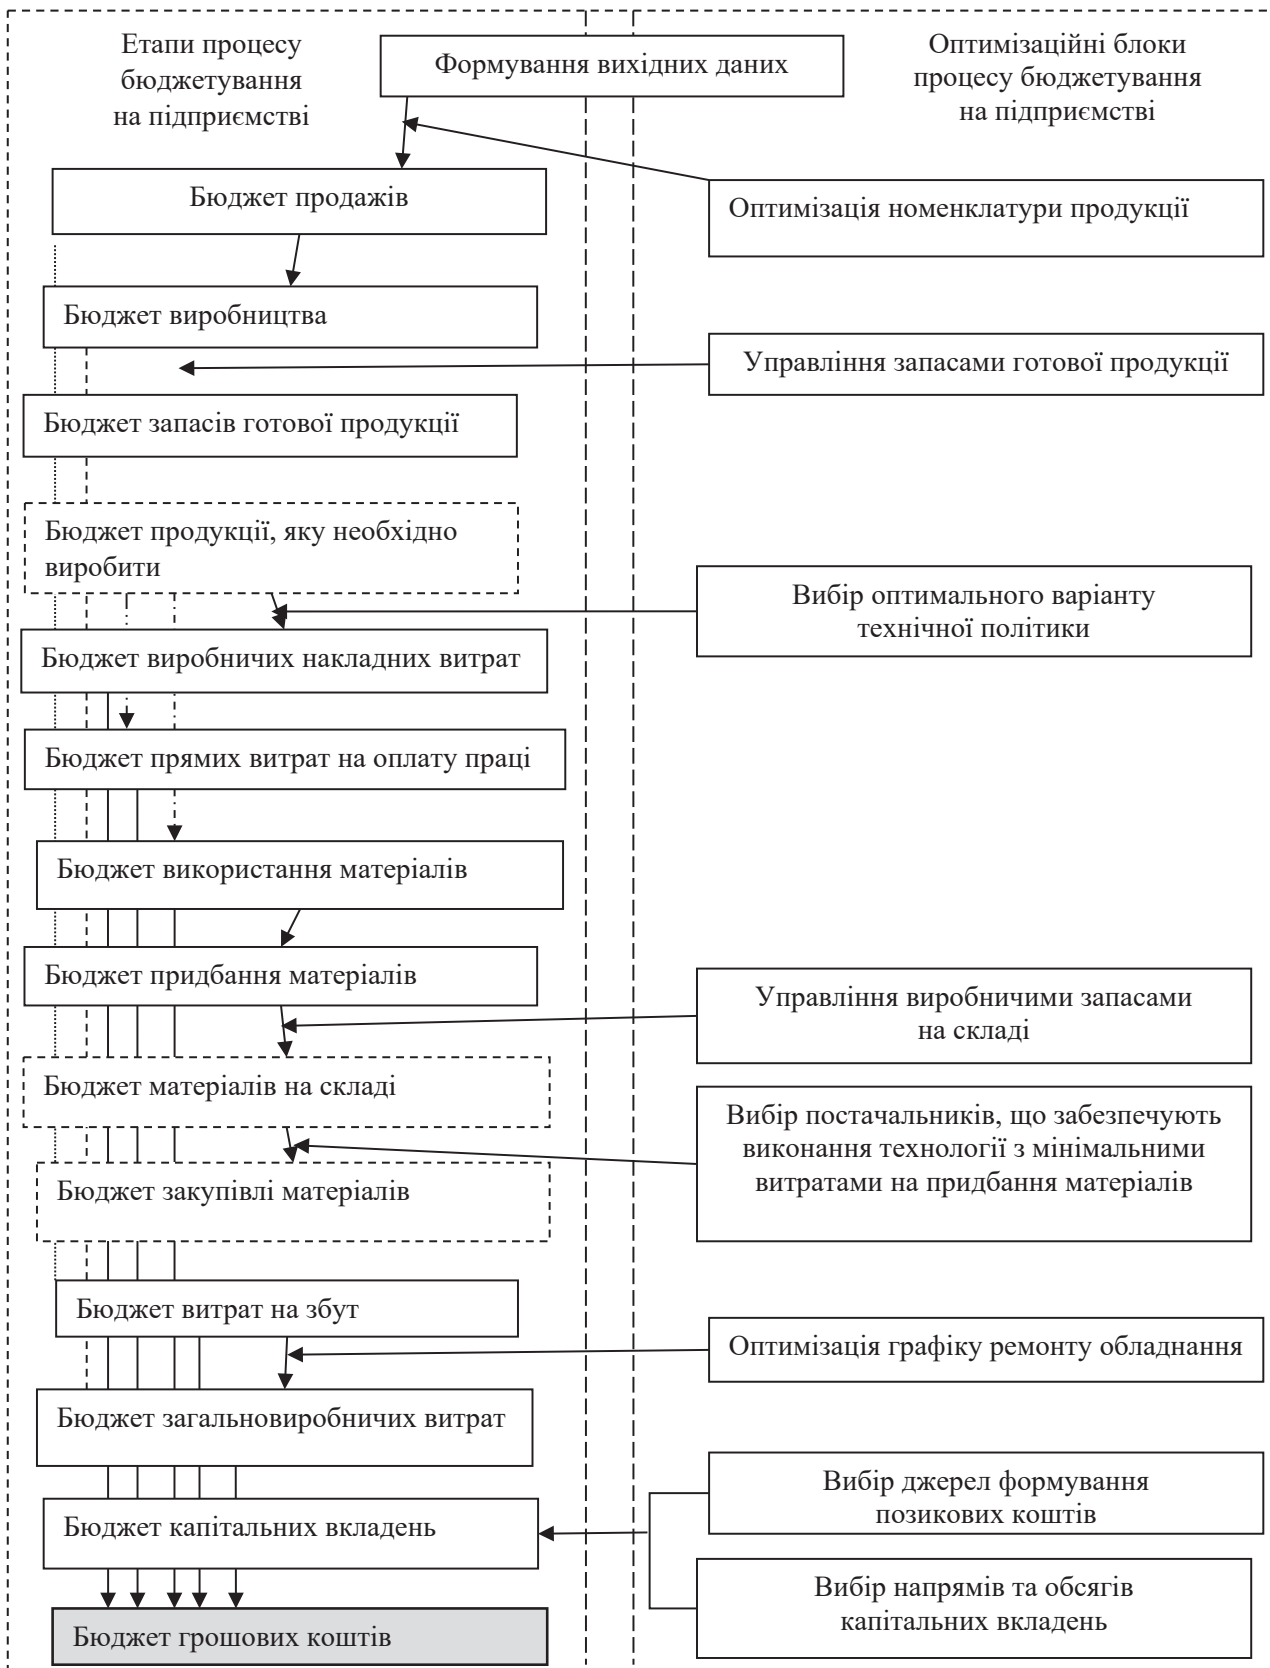 Етапи процесу
бюджетування
на підприємстві
Формування вихідних даних
Оптимізаційні блоки
процесу бюджетування
на підприємстві
Бюджет продажів
Оптимізація номенклатури продукції
Бюджет виробництва
Управління запасами готової продукції
Бюджет запасів готової продукції
Бюджет продукції, яку необхідно
виробити
Вибір оптимального варіанту
технічної політики
Бюджет виробничих накладних витрат
Бюджет прямих витрат на оплату праці
Бюджет використання матеріалів
Бюджет придбання матеріалів
Управління виробничими запасами
на складі
Бюджет матеріалів на складі
Вибір постачальників, що забезпечують
виконання технології з мінімальними
витратами на придбання матеріалів
Бюджет закупівлі матеріалів
Бюджет витрат на збут
Оптимізація графіку ремонту обладнання
Бюджет загальновиробничих витрат
Вибір джерел формування
позикових коштів
Бюджет капітальних вкладень
Вибір напрямів та обсягів
капітальних вкладень
Бюджет грошових коштів